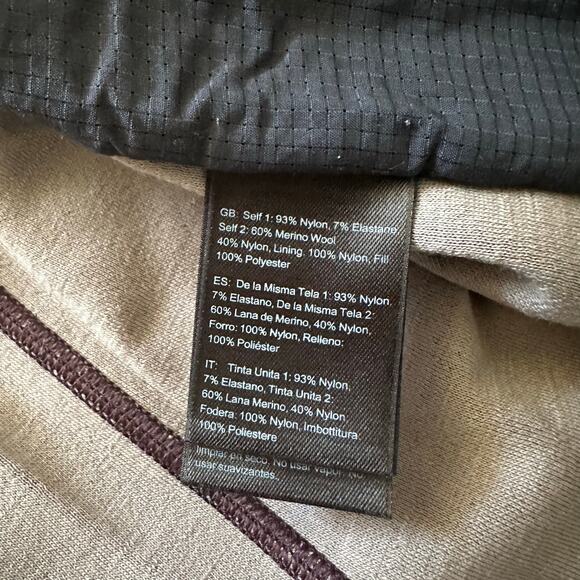 GB: Self 1: 93% Nylon, 7% Elastane
Self 2: 60% Merino Wool
40% Nylon, Lining. 100% Nylon, Fill
100% Polyester
ES: De la Misma Tela 1: 93% Nylon,
7% Elastano, De la Misma Tela 2:
60% Lana de Merino, 40% Nylon,
Forro: 100% Nylon, Relleno:
100% Poliéster
IT: Tinta Unita 1: 93% Nylon,
7% Elastano, Tinta Unita 2:
60% Lana Merino, 40% Nylon,
Fodera: 100% Nylon, Imbottitura:
100% Poliestere
limpiar en seco. No usar vapor. No
usar suavizantes.